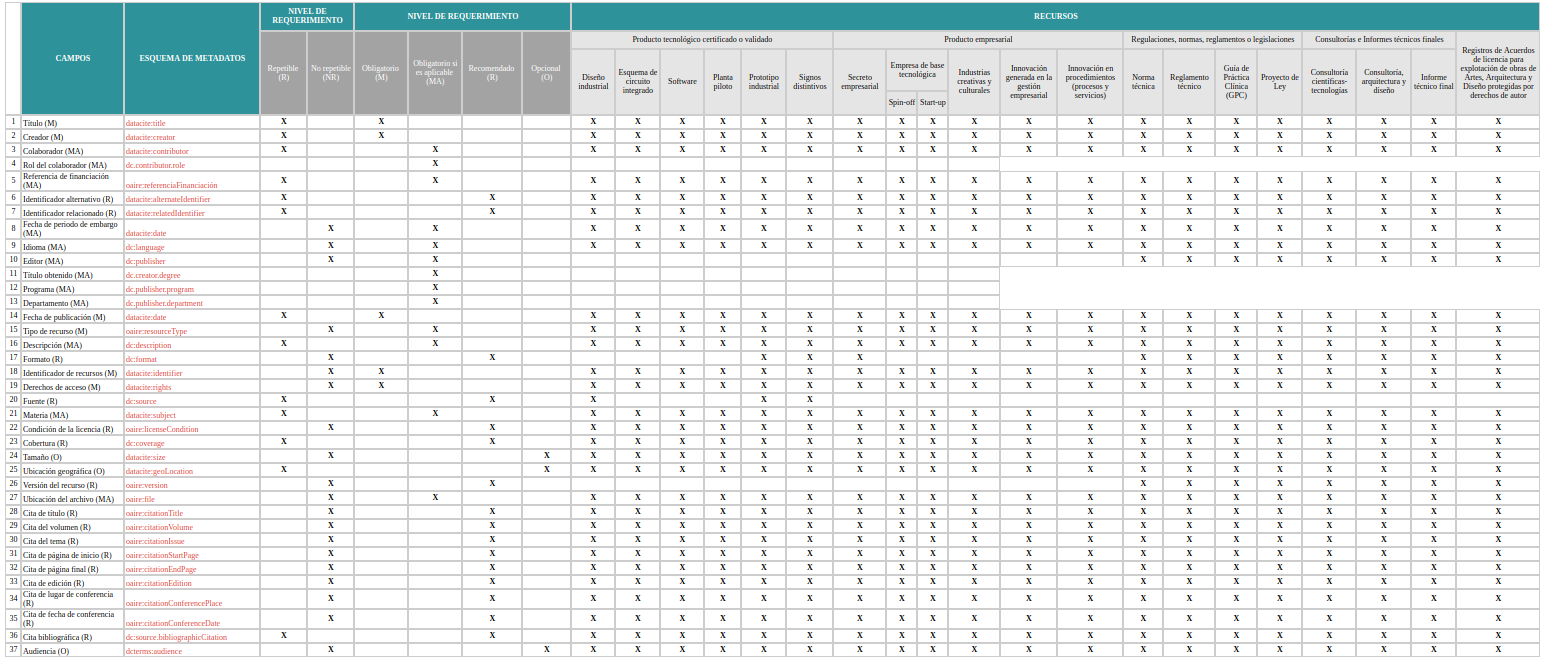 NIVEL DE REQUERIMIENTO NIVEL DE REQUERIMIENTO RECURSOS
CAMPOS ESQUEMA DE METADATOS
Repetible (R) No repetible (NR) Obligatorio (M) Obligatorio si es aplicable (MA) Recomendado (R) Opcional (O)
Producto tecnológico certificado o validado Producto empresarial Regulaciones, normas, reglamentos o legislaciones Consultorías e Informes técnicos finales
Diseño industrial Esquema de circuito integrado Software Planta piloto Prototipo industrial Signos distintivos Secreto empresarial Empresa de base tecnológica Industrias creativas y culturales Innovación generada en la gestión empresarial Innovación en procedimientos (procesos y servicios) Norma técnica Reglamento técnico Guía de Práctica Clínica (GPC) Proyecto de Ley Consultoría científicas-tecnologías Consultoría, arquitectura y diseño Informe técnico final Registros de Acuerdos de licencia para explotación de obras de Artes, Arquitectura y Diseño protegidas por derechos de autor
Spin-off Start-up
1 Título (M) datacite:title X X X X X X X X X X X X X X X X X X X X X X
2 Creador (M) datacite:creator X X X X X X X X X X X X X X X X X X X X X X
3 Colaborador (MA) datacite:contributor X X X X X X X X X X X X X X X X X X X X X X
4 Rol del colaborador (MA) dc.contributor.role X
5 Referencia de financiación (MA) oaire:referenciaFinanciación X X X X X X X X X X X X X X X X X X X X X X
6 Identificador alternativo (R) datacite:alternateIdentifier X X X X X X X X X X X X X X X X X X X X X X
7 Identificador relacionado (R) datacite:relatedIdentifier X X X X X X X X X X X X X X X X X X X X X X
8 Fecha de periodo de embargo (MA) datacite:date X X X X X X X X X X X X X X X X X X X X X X
9 Idioma (MA) dc:language X X X X X X X X X X X X X X X X X X X X X X
10 Editor (MA) dc:publisher X X X X X X X X X X
11 Título obtenido (MA) dc.creator.degree X
12 Programa (MA) dc.publisher.program X
13 Departamento (MA) dc.publisher.department X
14 Fecha de publicación (M) datacite:date X X X X X X X X X X X X X X X X X X X X X X
15 Tipo de recurso (M) oaire:resourceType X X X X X X X X X X X X X X X X X X X X X X
16 Descripción (MA) dc:description X X X X X X X X X X X X X X X X X X X X X X
17 Formato (R) dc:format X X X X X X X X X X X X X
18 Identificador de recursos (M) datacite:identifier X X X X X X X X X X X X X X X X X X X X X X
19 Derechos de acceso (M) datacite:rights X X X X X X X X X X X X X X X X X X X X X X
20 Fuente (R) dc:source X X X X X
21 Materia (MA) datacite:subject X X X X X X X X X X X X X X X X X X X X X X
22 Condición de la licencia (R) oaire:licenseCondition X X X X X X X X X X X X X X X X X X X X X X
23 Cobertura (R) dc:coverage X X X X X X X X X X X X X X X X X X X X X X
24 Tamaño (O) datacite:size X X X X X X X X X X X X X X X X X X X X X X
25 Ubicación geográfica (O) datacite:geoLocation X X X X X X X X X X X X X X X X X X X X X X
26 Versión del recurso (R) oaire:version X X X X X X X X X X
27 Ubicación del archivo (MA) oaire:file X X X X X X X X X X X X X X X X X X X X X X
28 Cita de título (R) oaire:citationTitle X X X X X X X X X X X X X X X X X X X X X X
29 Cita del volumen (R) oaire:citationVolume X X X X X X X X X X X X X X X X X X X X X X
30 Cita del tema (R) oaire:citationIssue X X X X X X X X X X X X X X X X X X X X X X
31 Cita de página de inicio (R) oaire:citationStartPage X X X X X X X X X X X X X X X X X X X X X X
32 Cita de página final (R) oaire:citationEndPage X X X X X X X X X X X X X X X X X X X X X X
33 Cita de edición (R) oaire:citationEdition X X X X X X X X X X X X X X X X X X X X X X
34 Cita de lugar de conferencia (R) oaire:citationConferencePlace X X X X X X X X X X X X X X X X X X X X X X
35 Cita de fecha de conferencia (R) oaire:citationConferenceDate X X X X X X X X X X X X X X X X X X X X X X
36 Cita bibliográfica (R) dc:source.bibliographicCitation X X X X X X X X X X X X X X X X X X X X X X
37 Audiencia (O) dcterms:audience X X X X X X X X X X X X X X X X X X X X X X